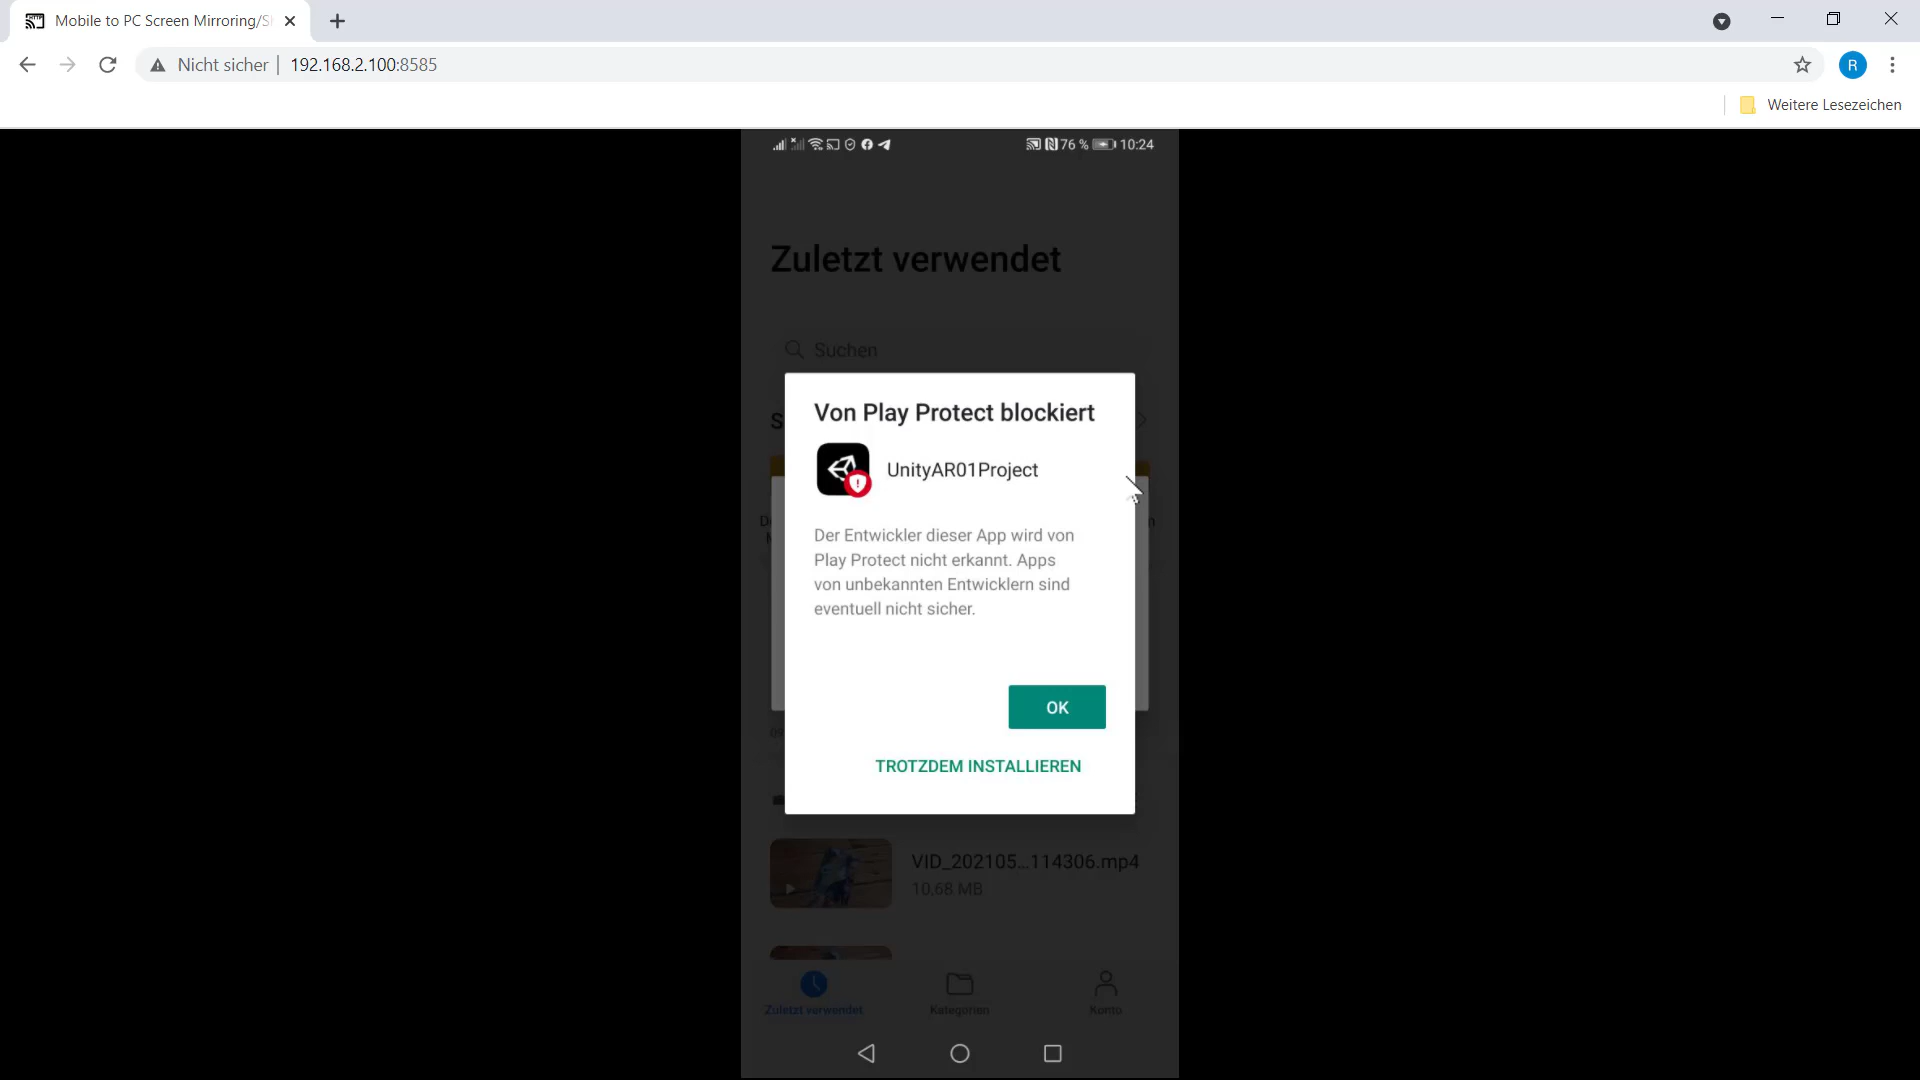 Mobile to PC Screen Mirroring/S
Nicht sicher
192.168.2.100:8585
R
Weitere Lesezeichen
76 %
10:24
Zuletzt verwendet
Suchen
Von Play Protect blockiert
UnityAR01Project
Der Entwickler dieser App wird von
Play Protect nicht erkannt. Apps
von unbekannten Entwicklern sind
eventuell nicht sicher.
OK
TROTZDEM INSTALLIEREN
VID_202105...114306.mp4
10,68 MB
Zuletzt verwendet
Kategorien
Konto